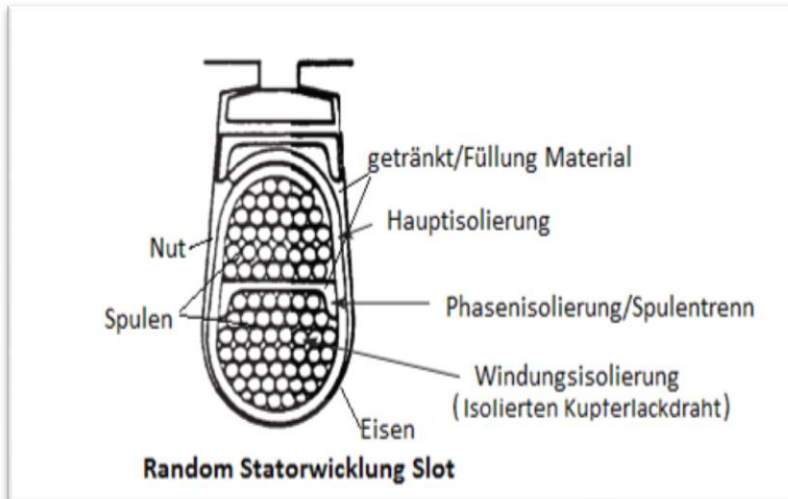 getränkt/Füllung Material
Hauptisolierung
Nut
Phasenisolierung/Spulentrenn
Spulen
Windungsisolierung
(Isolierten Kupferlackdraht)
Eisen
Random Statorwicklung Slot